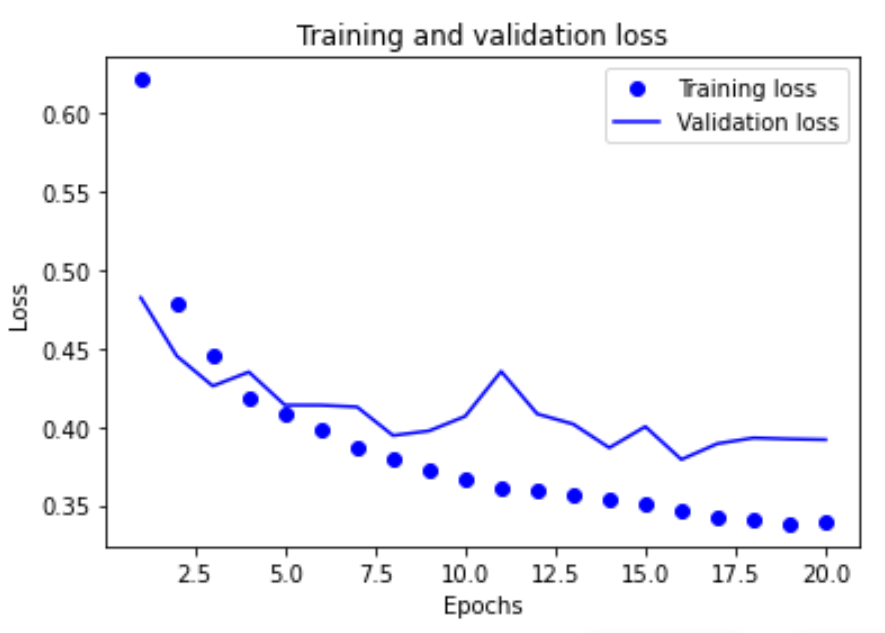 Training and validation loss
Training loss
Validation loss
0.60
0.55
0.50
0.45
0.40
0.35
Loss
2.5 5.0 7.5 10.0 12.5 15.0 17.5 20.0
Epochs